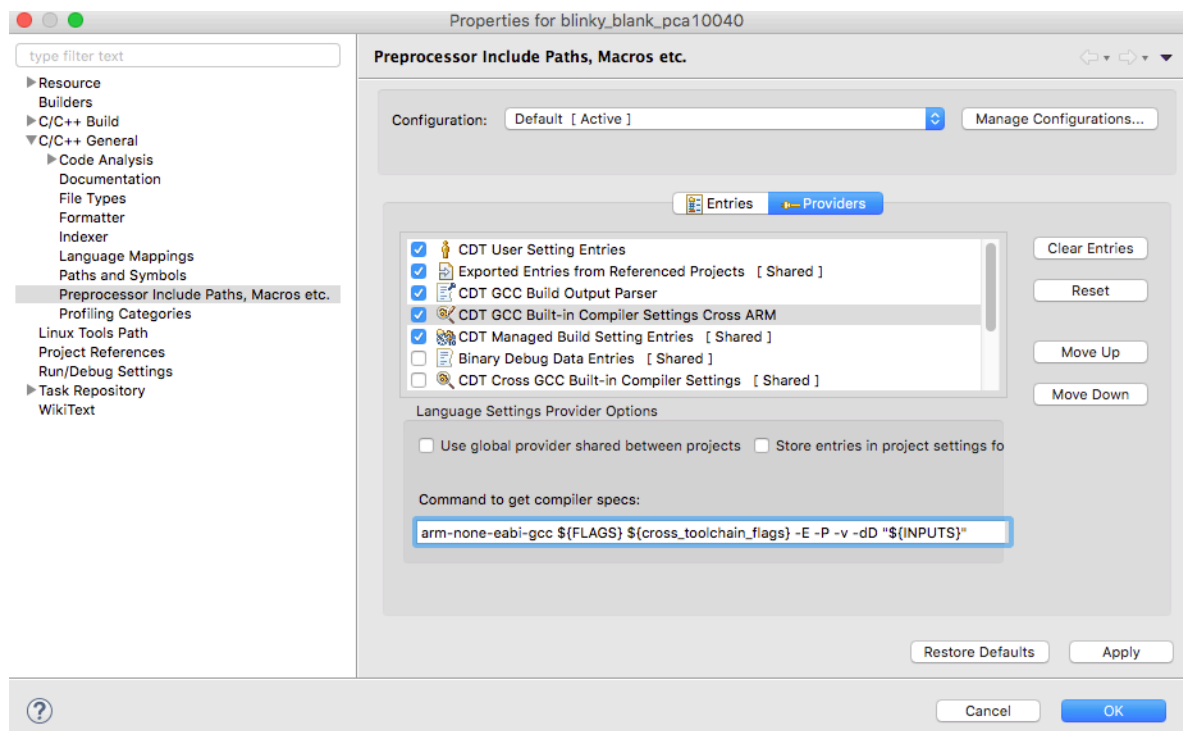 Properties for blinky_blank_pca10040
type filter text
Resource
Builders
C/C++ Build
C/C++ General
Code Analysis
Documentation
File Types
Formatter
Indexer
Language Mappings
Paths and Symbols
Preprocessor Include Paths, Macros etc.
Profiling Categories
Linux Tools Path
Project References
Run/Debug Settings
Task Repository
WikiText
Preprocessor Include Paths, Macros etc.
Configuration: Default [ Active ] Manage Configurations...
Entries Providers
CDT User Setting Entries
Exported Entries from Referenced Projects [ Shared ]
CDT GCC Build Output Parser
CDT GCC Built-in Compiler Settings Cross ARM
CDT Managed Build Setting Entries [ Shared ]
Binary Debug Data Entries [ Shared ]
CDT Cross GCC Built-in Compiler Settings [ Shared ]
Clear Entries
Reset
Move Up
Move Down
Language Settings Provider Options
Use global provider shared between projects Store entries in project settings fo
Command to get compiler specs:
arm-none-eabi-gcc ${FLAGS} ${cross_toolchain_flags} -E -P -v -dD "${INPUTS}"
Restore Defaults Apply
? Cancel OK